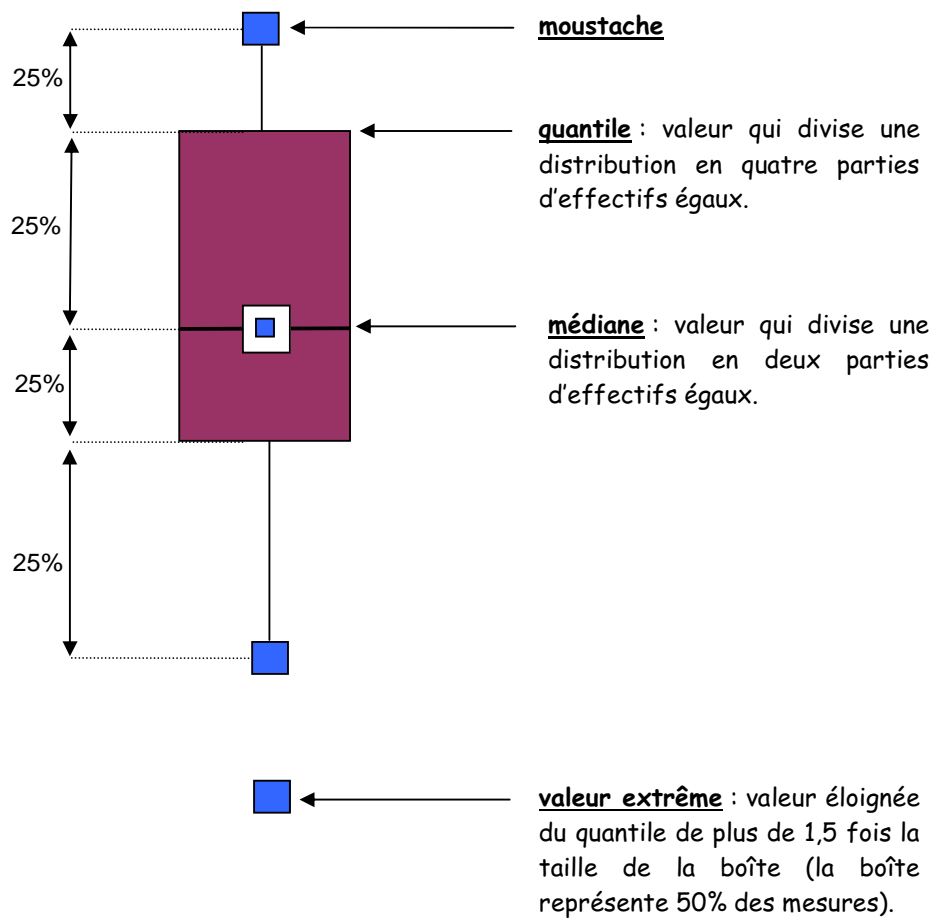 moustache
25%
quantile : valeur qui divise une
distribution en quatre parties
d'effectifs égaux.
25%
médiane : valeur qui divise une
distribution en deux parties
d'effectifs égaux.
25%
25%
valeur extrême : valeur éloignée
du quantile de plus de 1,5 fois la
taille de la boîte (la boîte
représente 50% des mesures).